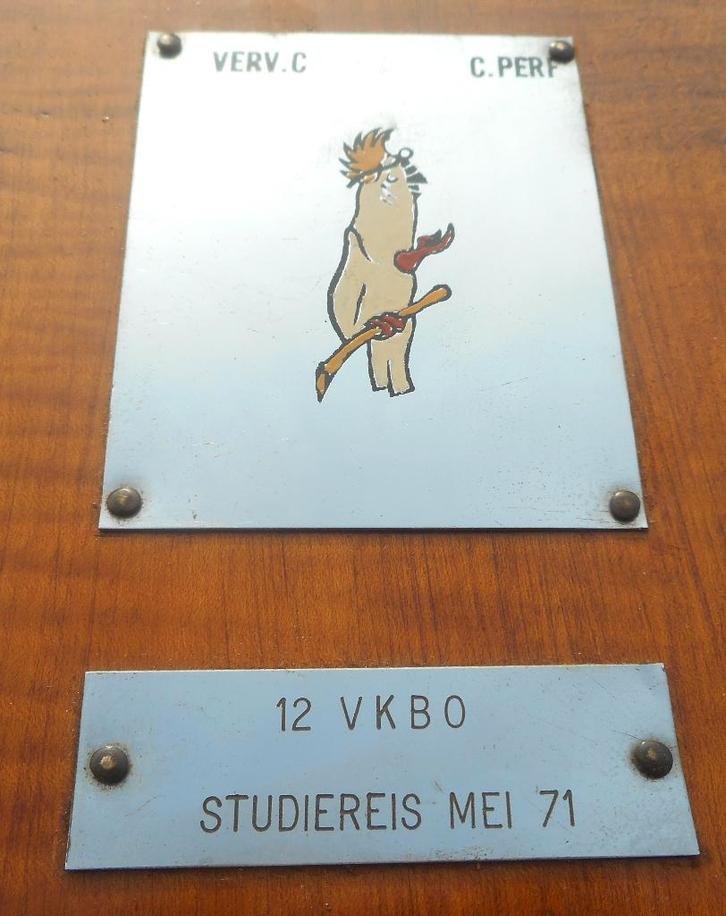 VERV.C C.PERF
12 VKBO
STUDIEREIS MEI 71